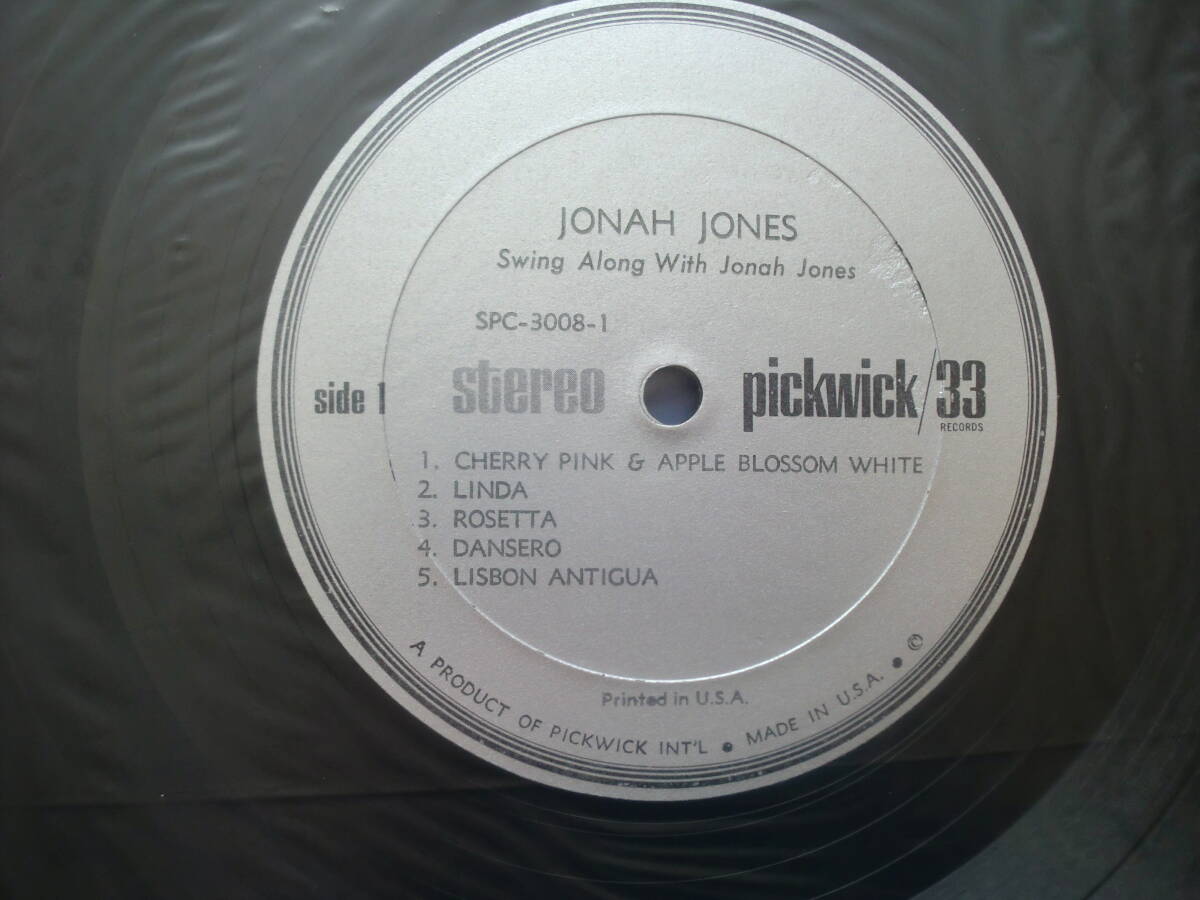 JONAH JONES
Swing Along With Jonah Jones
SPC-3008-1
side 1
stereo
pickwick/33
RECORDS
1. CHERRY PINK & APPLE BLOSSOM WHITE
2. LINDA
3. ROSETTA
4. DANSERO
5. LISBON ANTIGUA
Printed in U.S.A.
A PRODUCT OF PICKWICK INT'L ● MADE IN U.S.A. ● ©